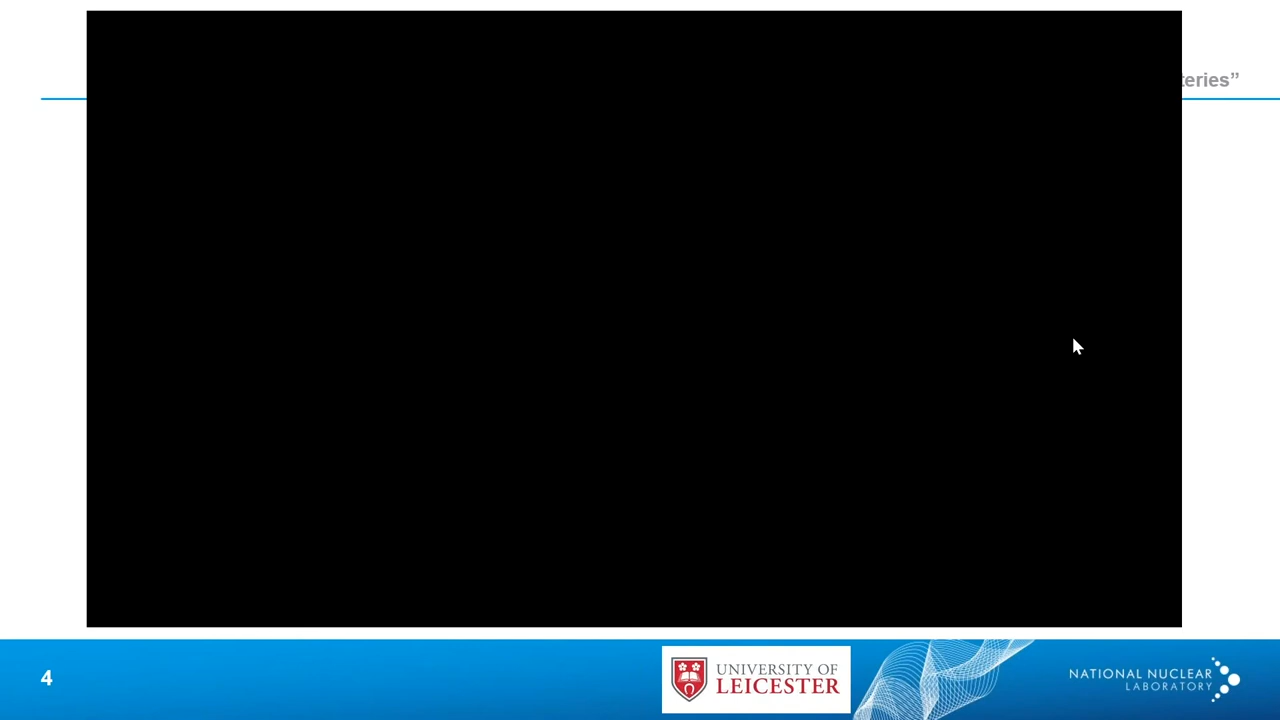 teries”
4
UNIVERSITY OF
LEICESTER
NATIONAL NUCLEAR
LABORATORY